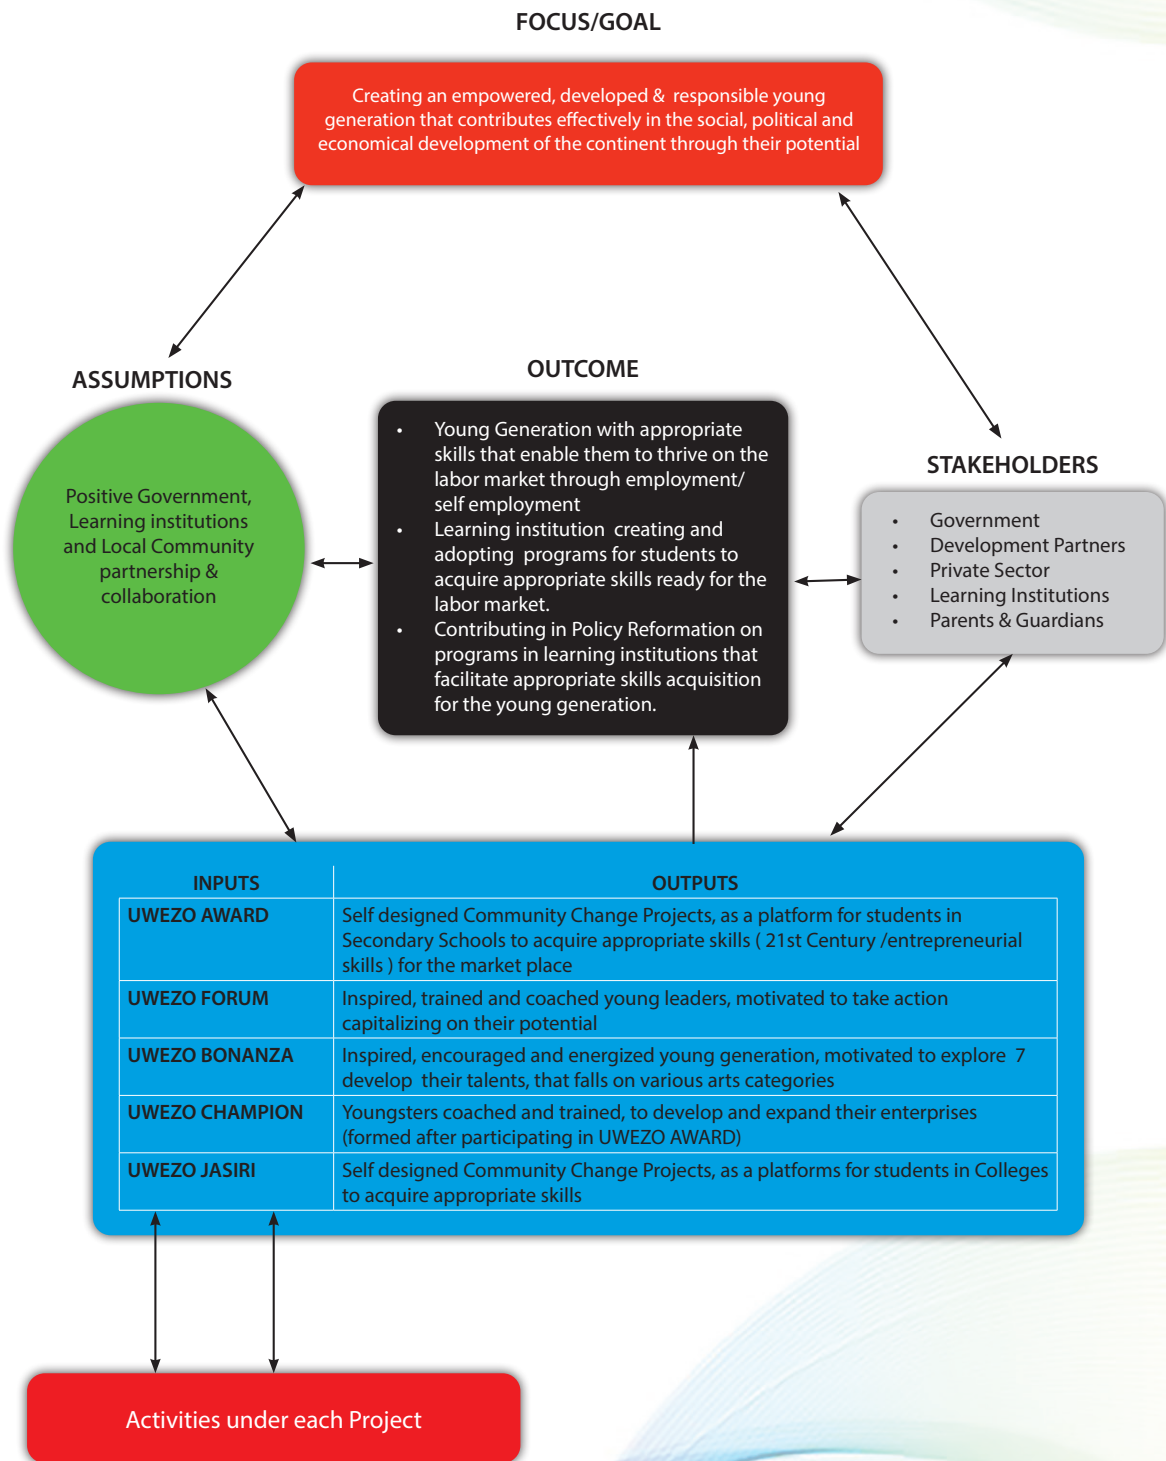 FOCUS/GOAL
Creating an empowered, developed & responsible young
generation that contributes effectively in the social, political and
economical development of the continent through their potential
ASSUMPTIONS
Positive Government,
Learning institutions
and Local Community
partnership &
collaboration
OUTCOME
• Young Generation with appropriate
skills that enable them to thrive on the
labor market through employment/
self employment
• Learning institution creating and
adopting programs for students to
acquire appropriate skills ready for the
labor market.
• Contributing in Policy Reformation on
programs in learning institutions that
facilitate appropriate skills acquisition
for the young generation.
STAKEHOLDERS
• Government
• Development Partners
• Private Sector
• Learning Institutions
• Parents & Guardians
INPUTS OUTPUTS
UWEZO AWARD Self designed Community Change Projects, as a platform for students in
Secondary Schools to acquire appropriate skills ( 21st Century /entrepreneurial
skills ) for the market place
UWEZO FORUM Inspired, trained and coached young leaders, motivated to take action
capitalizing on their potential
UWEZO BONANZA Inspired, encouraged and energized young generation, motivated to explore 7
develop their talents, that falls on various arts categories
UWEZO CHAMPION Youngsters coached and trained, to develop and expand their enterprises
(formed after participating in UWEZO AWARD)
UWEZO JASIRI Self designed Community Change Projects, as a platforms for students in Colleges
to acquire appropriate skills
Activities under each Project